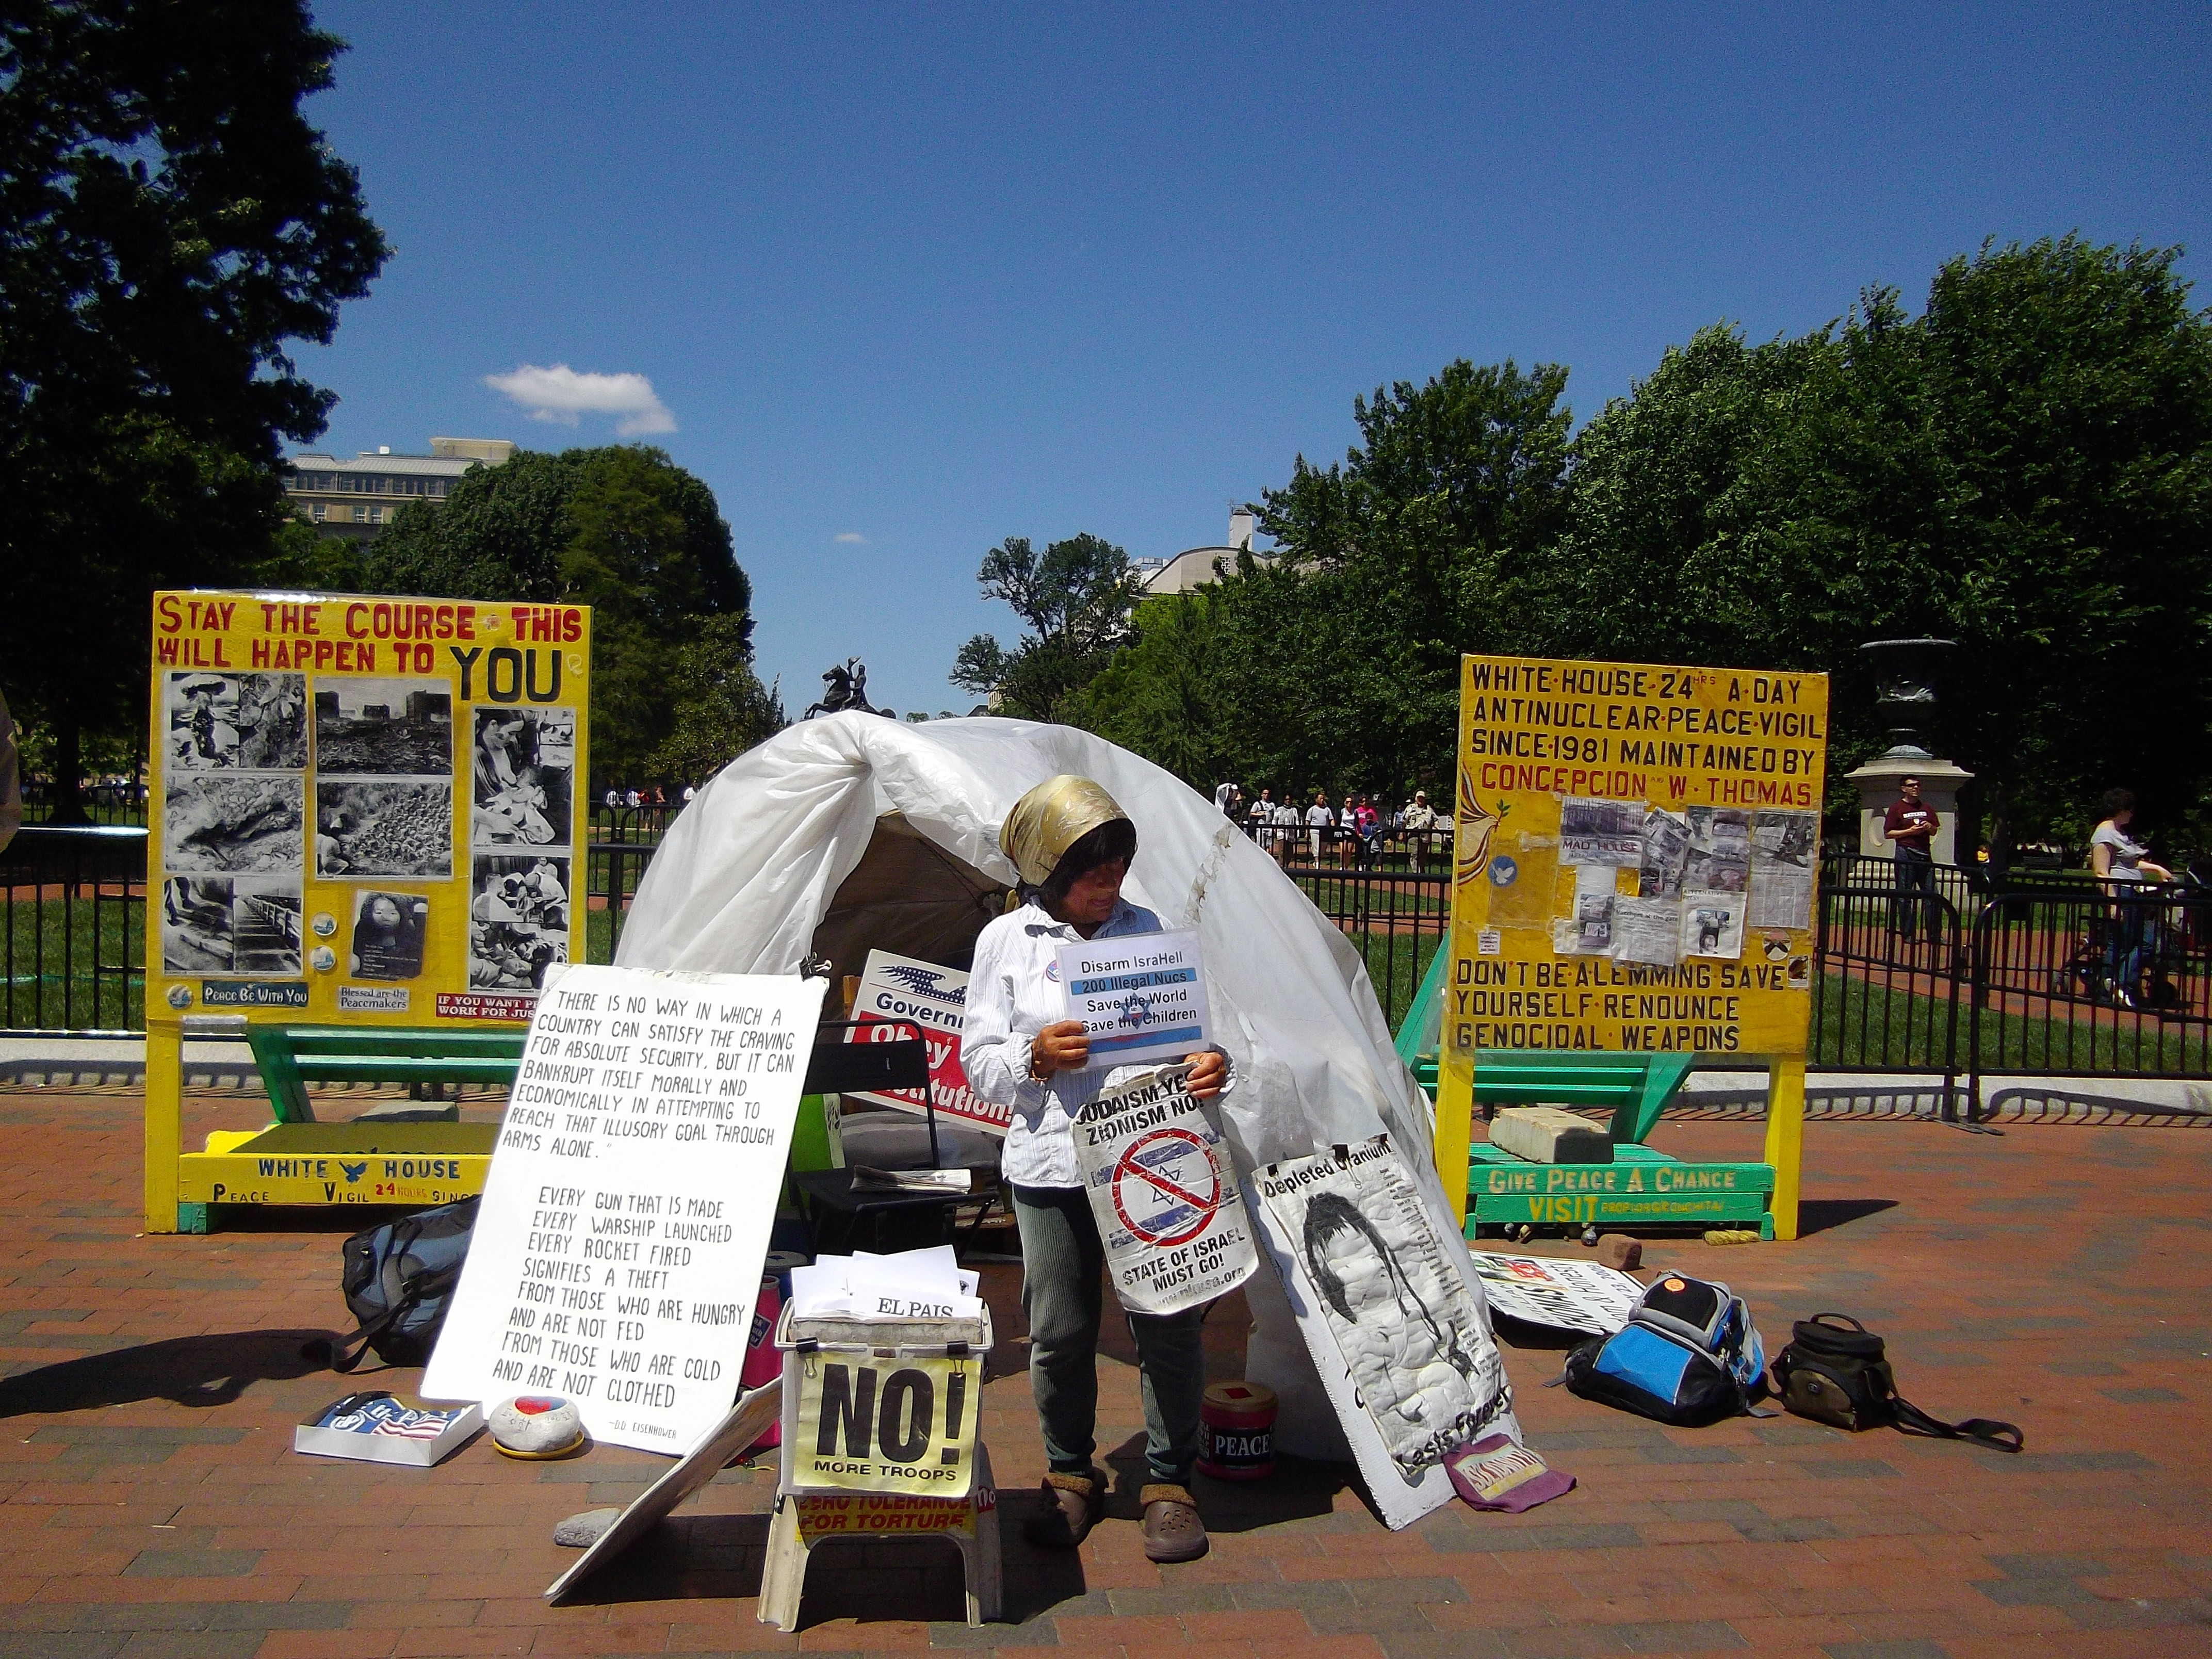 STAY THE COURSE THIS
WILL HAPPEN TO YOU
PEACE BE WITH YOU
Blessed are the
Peacemakers
IF YOU WANT
WORK FOR
WHITE HOUSE
PEACE VIGIL 24 HOURS
THERE IS NO WAY IN WHICH A
COUNTRY CAN SATISFY THE CRAVING
FOR ABSOLUTE SECURITY, BUT IT CAN
BANKRUPT ITSELF MORALLY AND
ECONOMICALLY IN ATTEMPTING TO
REACH THAT ILLUSORY GOAL THROUGH
ARMS ALONE."
EVERY GUN THAT IS MADE
EVERY WARSHIP LAUNCHED
EVERY ROCKET FIRED
SIGNIFIES A THEFT
FROM THOSE WHO ARE HUNGRY
AND ARE NOT FED
FROM THOSE WHO ARE COLD
AND ARE NOT CLOTHED
-D.D EISENHOWER
EL PAIS
NO!
MORE TROOPS
ZERO TOLERANCE
FOR TORTURE
Disarm IsraHell
200 Illegal Nucs
Save the World
Save the Children
JUDAISM YES
ZIONISM NO!
STATE OF ISRAEL
MUST GO!
Depleted Uranium
PEACE
WHITE·HOUSE·24 HRS A·DAY
ANTINUCLEAR·PEACE·VIGIL
SINCE·1981 MAINTAINED BY
CONCEPCION AND W·THOMAS
MAD HOUSE
DON'T BE·A·LEMMING SAVE
YOURSELF·RENOUNCE
GENOCIDAL·WEAPONS
GIVE PEACE A CHANCE
VISIT